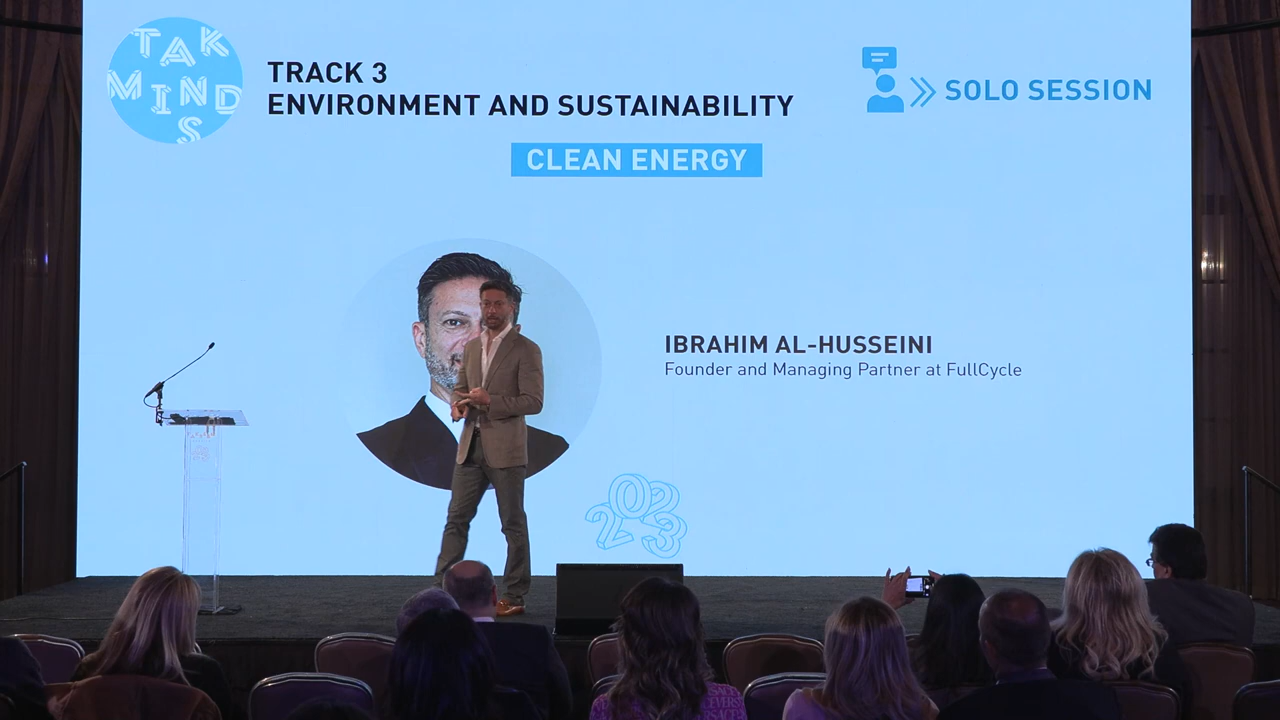 TAK
MINDS
TRACK 3
ENVIRONMENT AND SUSTAINABILITY
SOLO SESSION
CLEAN ENERGY
IBRAHIM AL-HUSSEINI
Founder and Managing Partner at FullCycle
2023